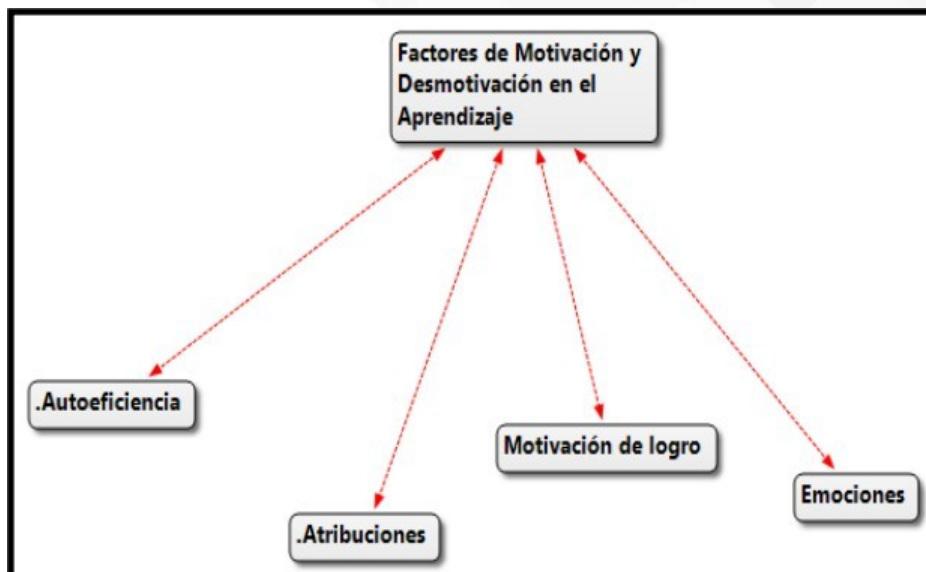 Factores de Motivación y
Desmotivación en el
Aprendizaje
.Autoeficiencia
Motivación de logro
Emociones
.Atribuciones